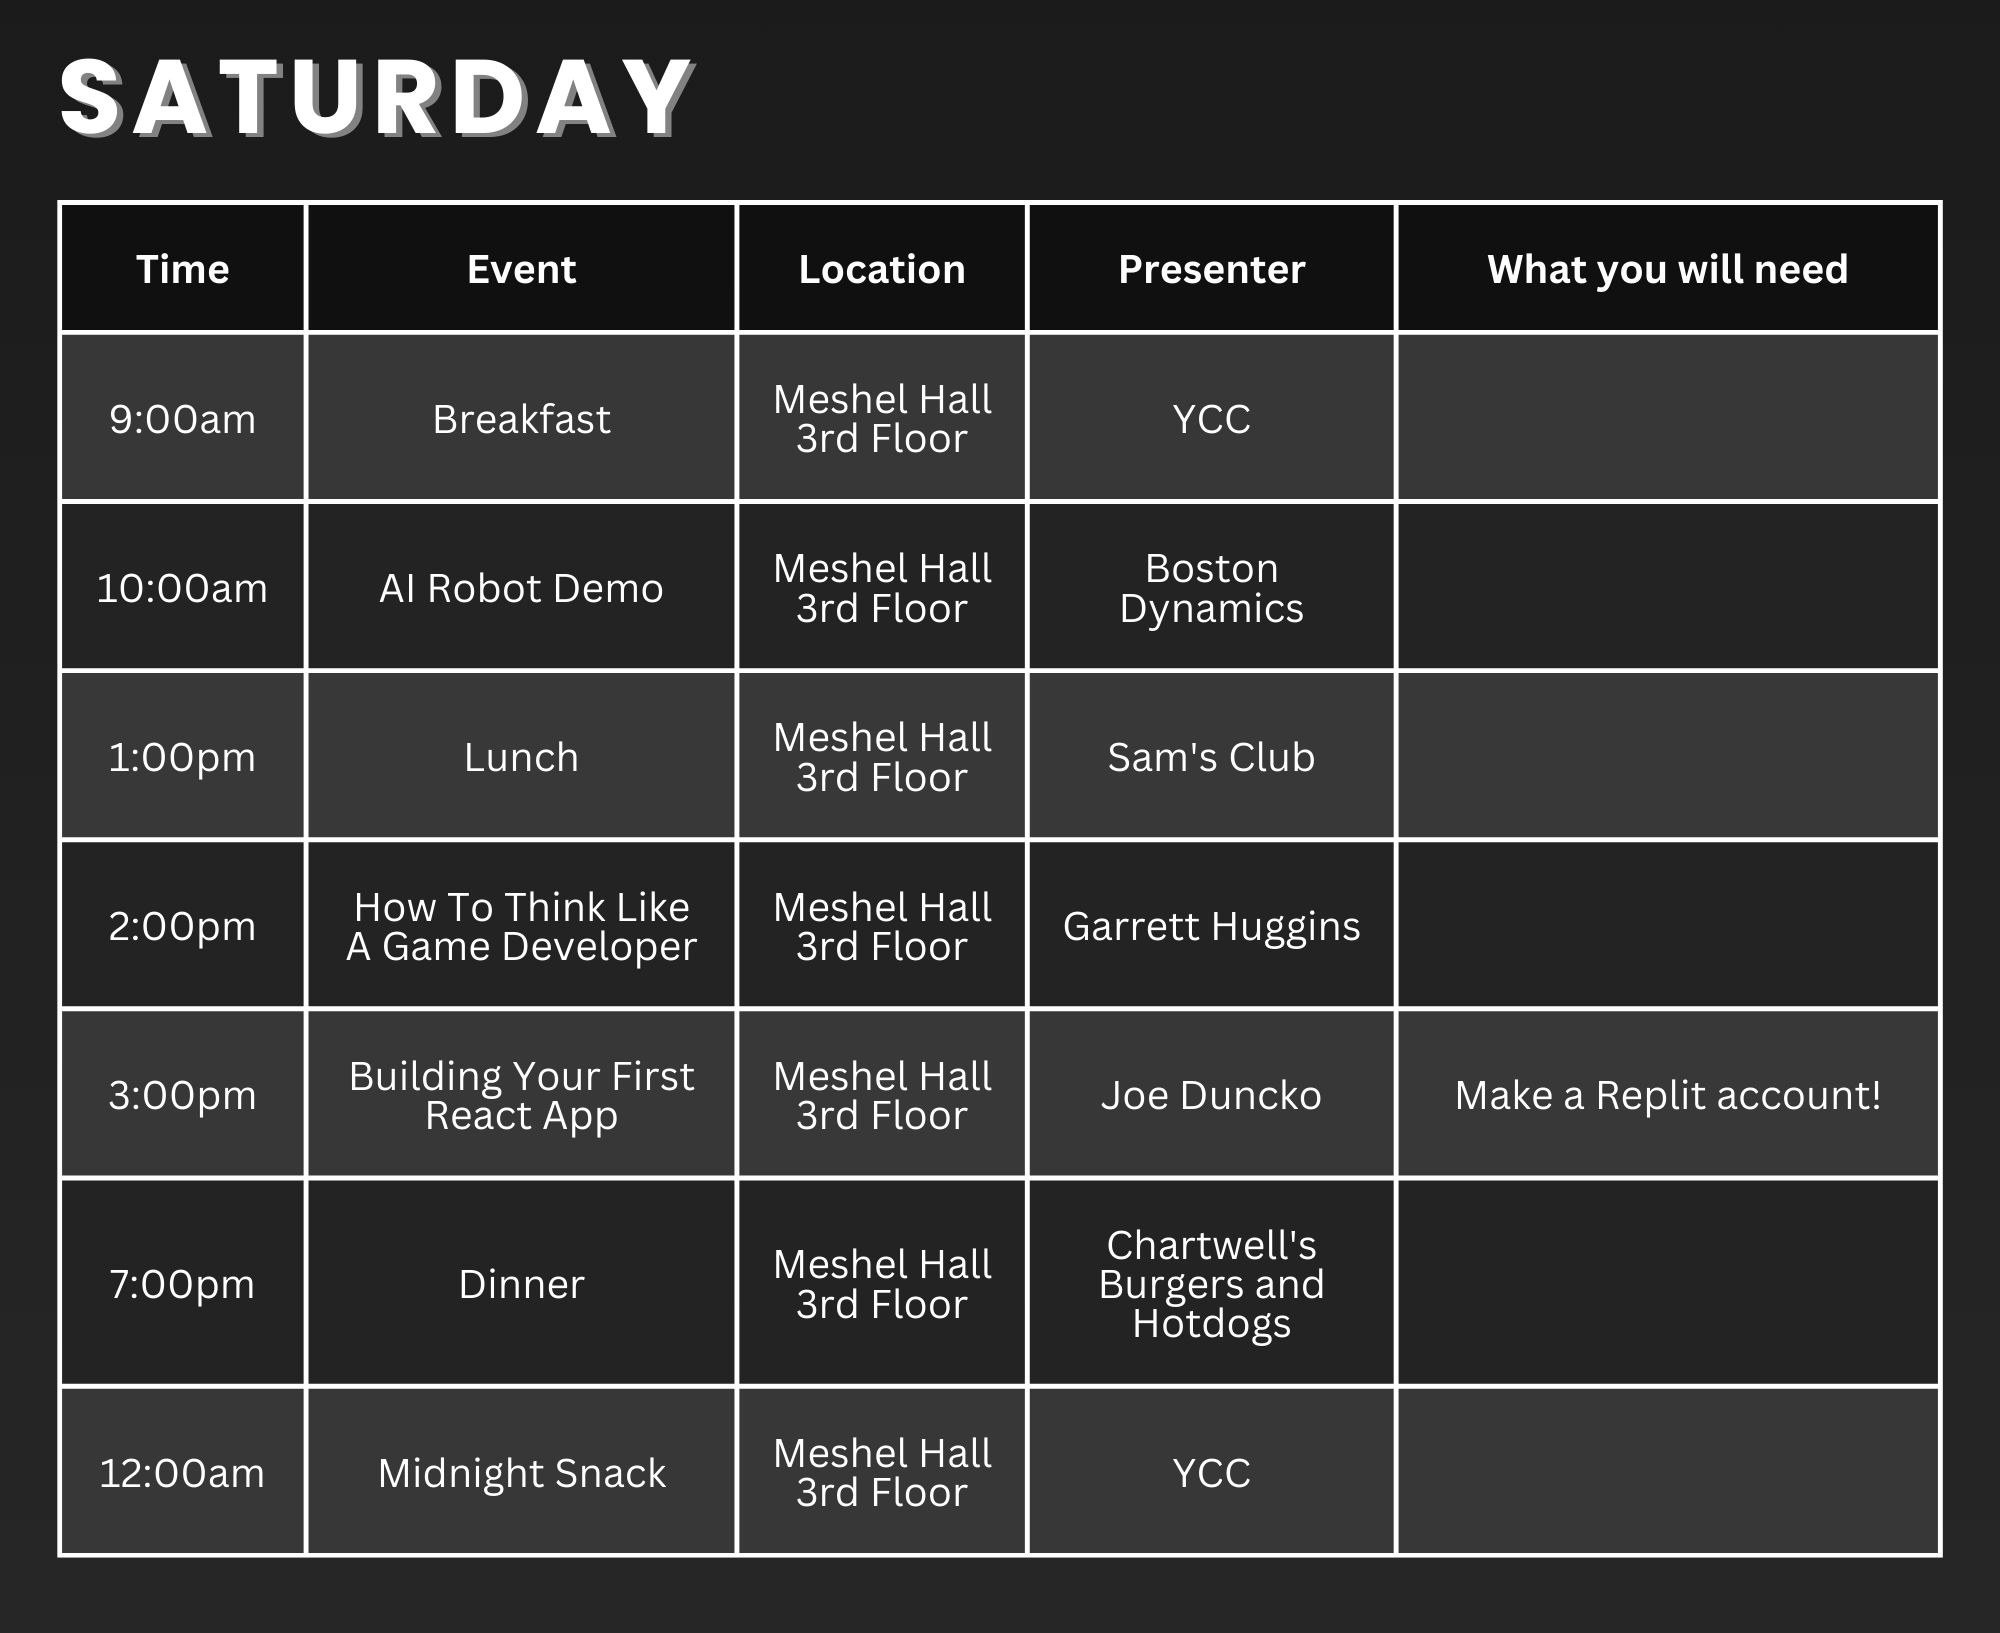 SATURDAY
Time Event Location Presenter What you will need
9:00am Breakfast Meshel Hall
3rd Floor YCC
10:00am AI Robot Demo Meshel Hall
3rd Floor Boston
Dynamics
1:00pm Lunch Meshel Hall
3rd Floor Sam's Club
2:00pm How To Think Like
A Game Developer Meshel Hall
3rd Floor Garrett Huggins
3:00pm Building Your First
React App Meshel Hall
3rd Floor Joe Duncko Make a Replit account!
7:00pm Dinner Meshel Hall
3rd Floor Chartwell's
Burgers and
Hotdogs
12:00am Midnight Snack Meshel Hall
3rd Floor YCC